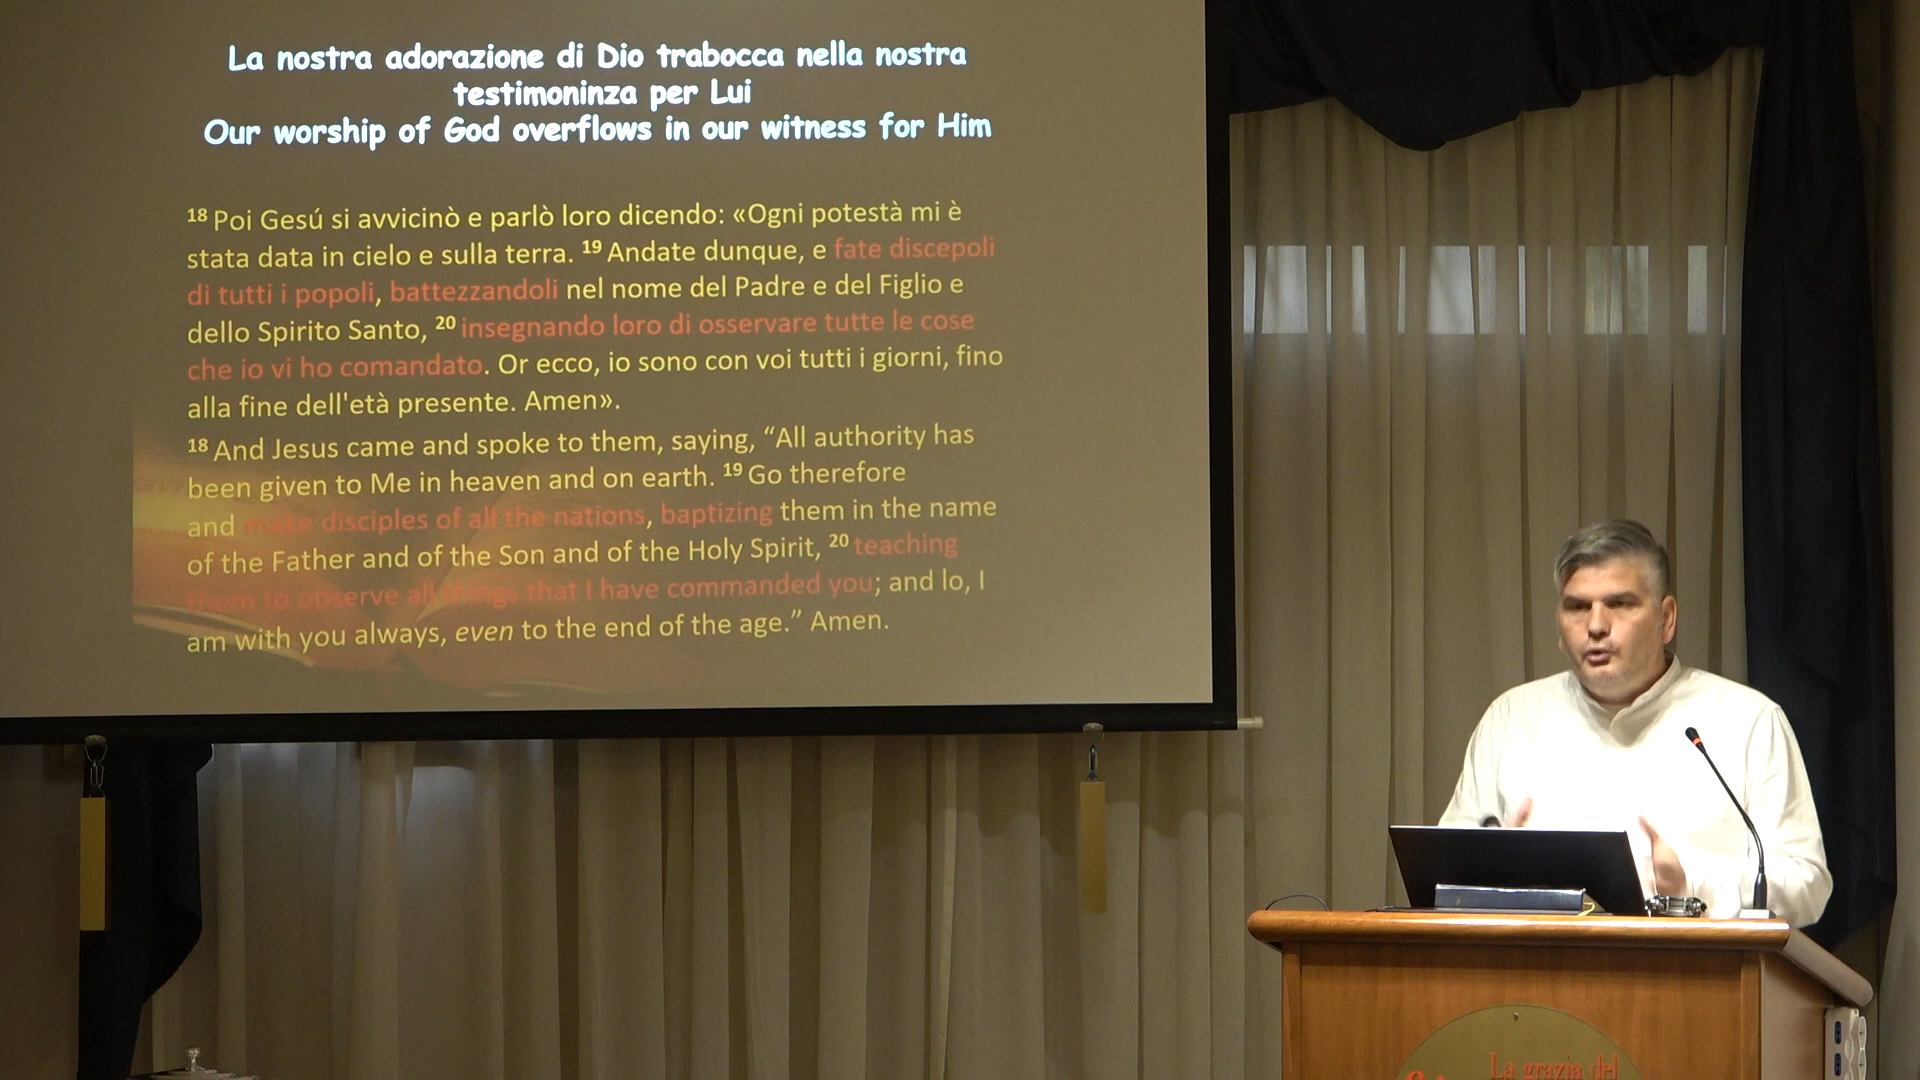 La nostra adorazione di Dio trabocca nella nostra
testimoninza per Lui
Our worship of God overflows in our witness for Him
18 Poi Gesú si avvicinò e parlò loro dicendo: «Ogni potestà mi è
stata data in cielo e sulla terra. 19 Andate dunque, e fate discepoli
di tutti i popoli, battezzandoli nel nome del Padre e del Figlio e
dello Spirito Santo, 20 insegnando loro di osservare tutte le cose
che io vi ho comandato. Or ecco, io sono con voi tutti i giorni, fino
alla fine dell'età presente. Amen».
18 And Jesus came and spoke to them, saying, “All authority has
been given to Me in heaven and on earth. 19 Go therefore
and make disciples of all the nations, baptizing them in the name
of the Father and of the Son and of the Holy Spirit, 20 teaching
them to observe all things that I have commanded you; and lo, I
am with you always, even to the end of the age.” Amen.
La grazia del